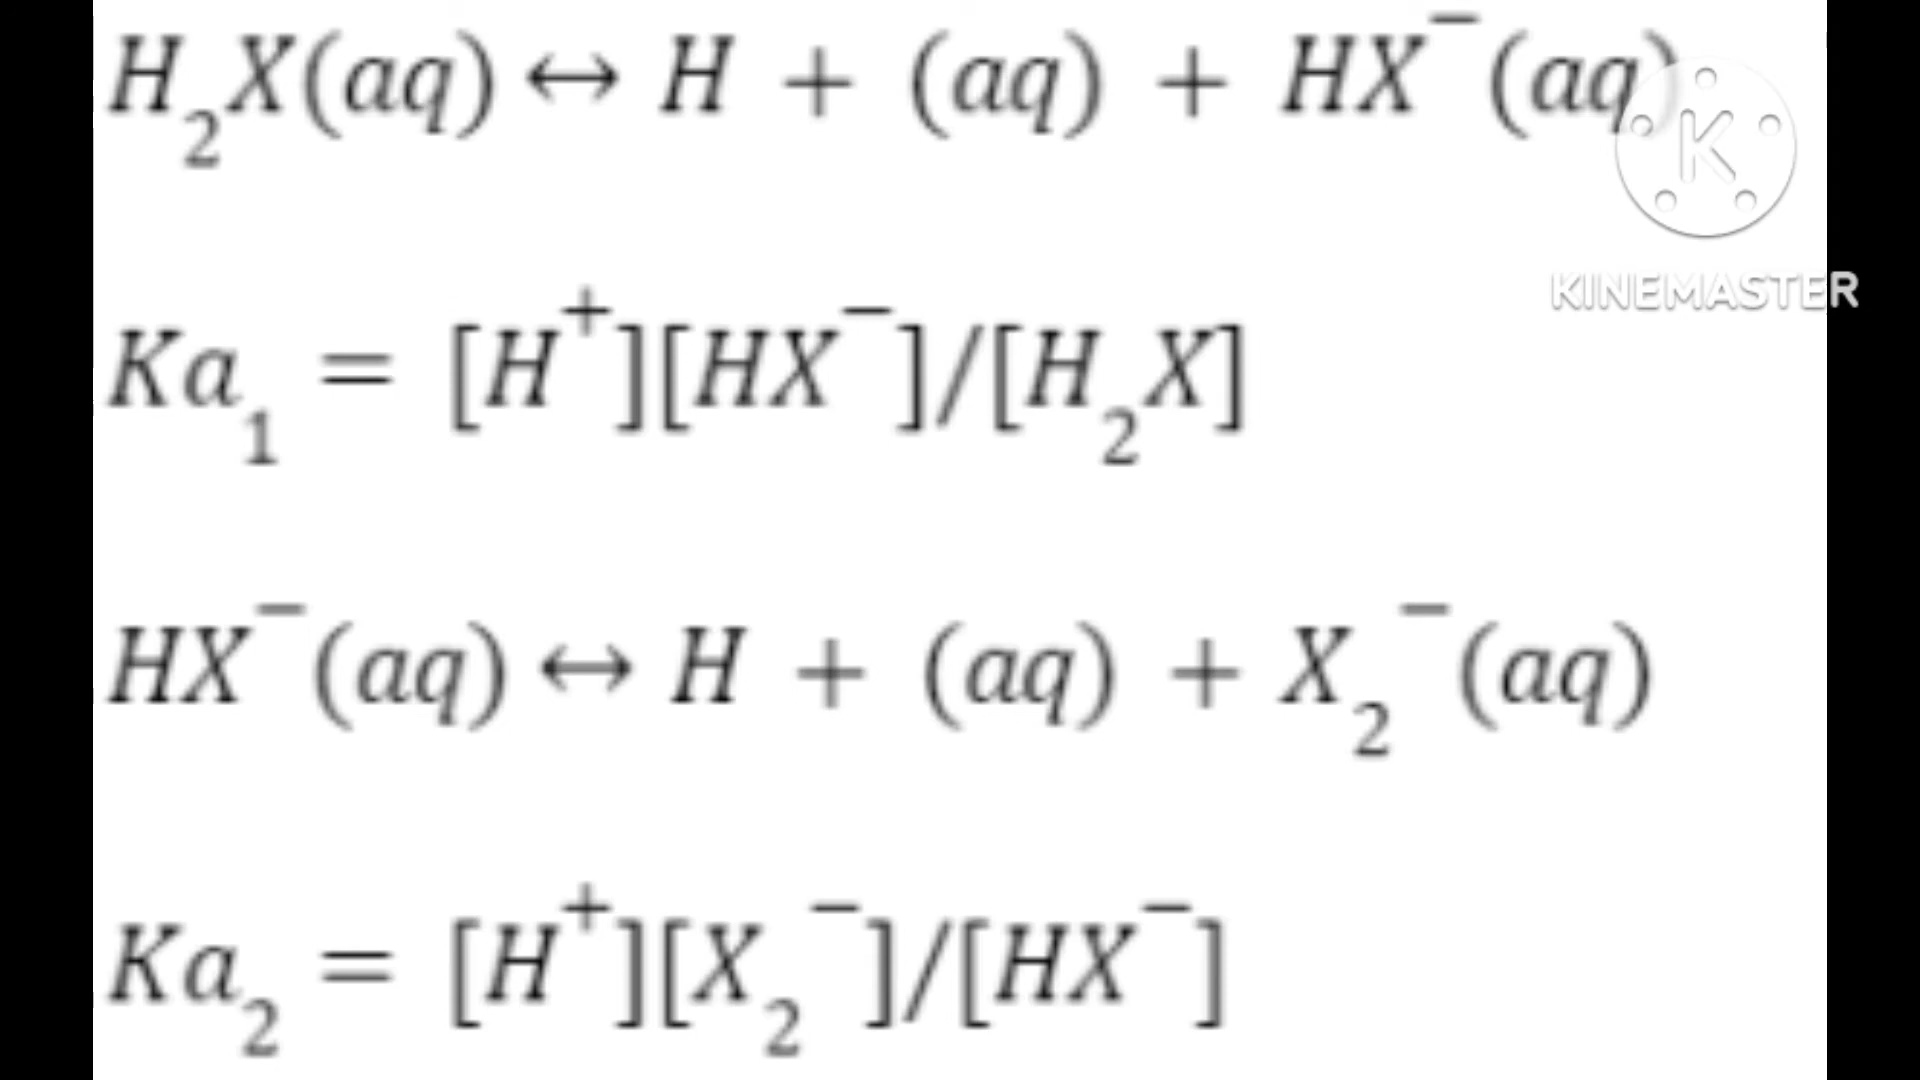 H₂X(aq) ↔ H + (aq) + HX⁻(aq)
K
KINEMASTER
Ka₁ = [H⁺][HX⁻]/[H₂X]
HX⁻(aq) ↔ H + (aq) + X₂⁻(aq)
Ka₂ = [H⁺][X₂⁻]/[HX⁻]